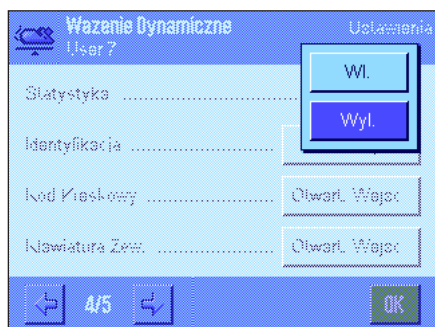 Wazenie Dynamiczne
User 7
Ustawienia
Wl.
Statystyka
Wyl.
Identyfikacja
Kod Kreskowy Otwart. Wejsc
Klawiatura Zew. Otwart. Wejsc
4/5
OK